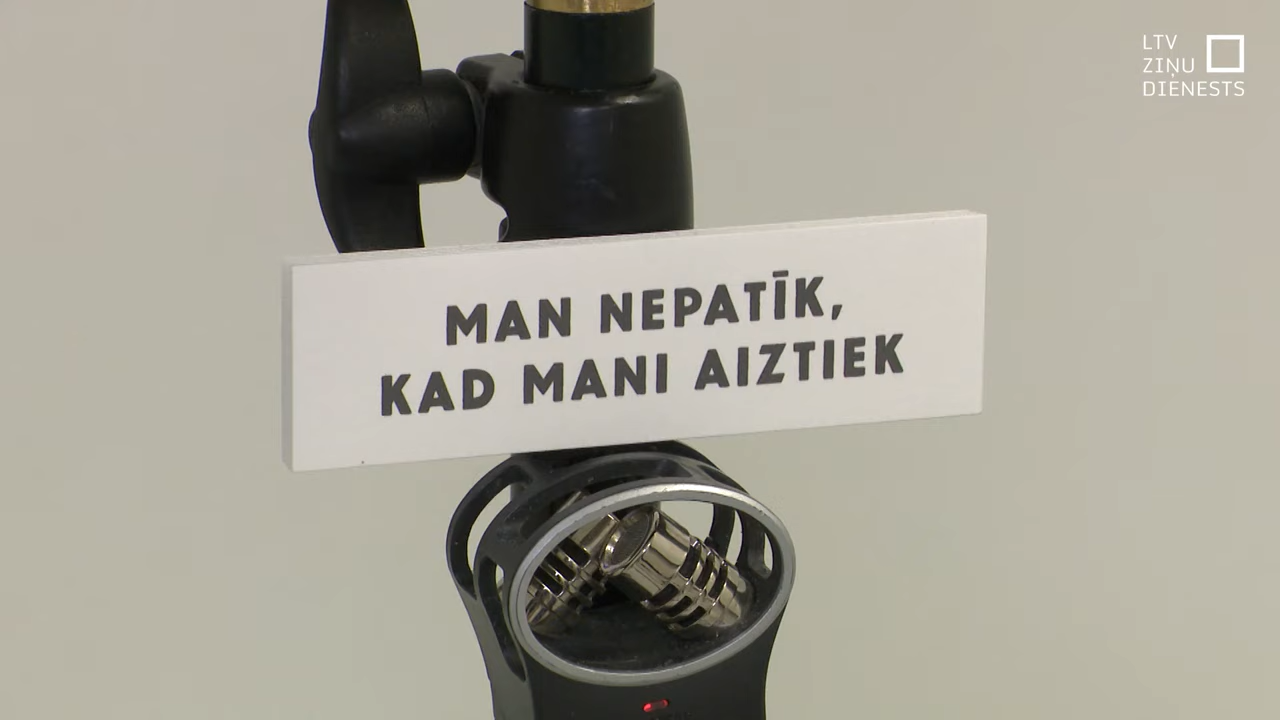 LTV
ZIŅU
DIENESTS
MAN NEPATĪK,
KAD MANI AIZTIEK